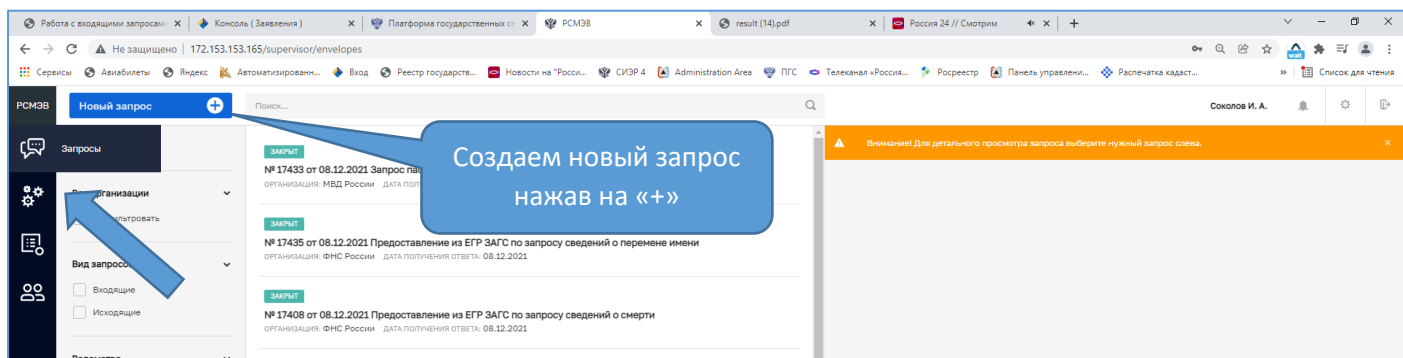 Работа с входящими запросам
Консоль ( Заявления )
Платформа государственных се
РСМЭВ
result (14).pdf
Россия 24 // Смотрим
Не защищено | 172.153.153.165/supervisor/envelopes
Сервисы Авиабилеты Яндекс Автоматизированн... Вход Реестр государств... Новости на "Росси... СИЭР 4 Administration Area ПГС Телеканал «Россия... Росреестр Панель управлени... Распечатка кадаст... » Список для чтения
wait
РСМЭВ Новый запрос Поиск... Соколов И. А.
Запросы
ЗАКРЫТ
№ 17433 от 08.12.2021 Запрос
ОРГАНИЗАЦИЯ: МВД России
Создаем новый запрос
нажав на «+»
Внимание! Для детального просмотра запроса выберите нужный запрос слева.
организации
ЗАКРЫТ
№ 17435 от 08.12.2021 Предоставление из ЕГР ЗАГС по запросу сведений о перемене имени
ОРГАНИЗАЦИЯ: ФНС России ДАТА ПОЛУЧЕНИЯ ОТВЕТА: 08.12.2021
Вид
Входящие
Исходящие
ЗАКРЫТ
№ 17408 от 08.12.2021 Предоставление из ЕГР ЗАГС по запросу сведений о смерти
ОРГАНИЗАЦИЯ: ФНС России ДАТА ПОЛУЧЕНИЯ ОТВЕТА: 08.12.2021